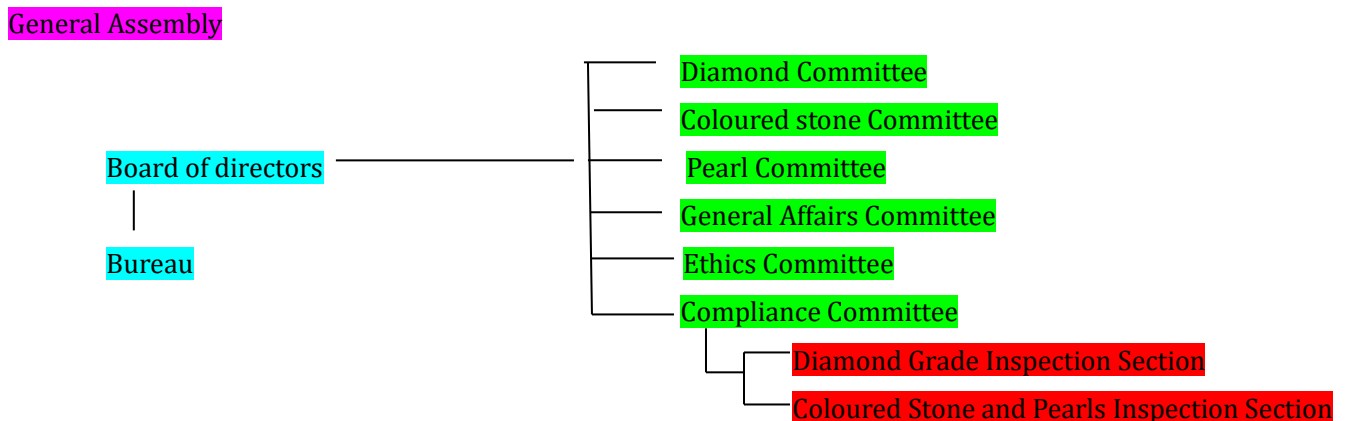 General Assembly
Diamond Committee
Coloured stone Committee
Board of directors
Pearl Committee
General Affairs Committee
Bureau
Ethics Committee
Compliance Committee
Diamond Grade Inspection Section
Coloured Stone and Pearls Inspection Section